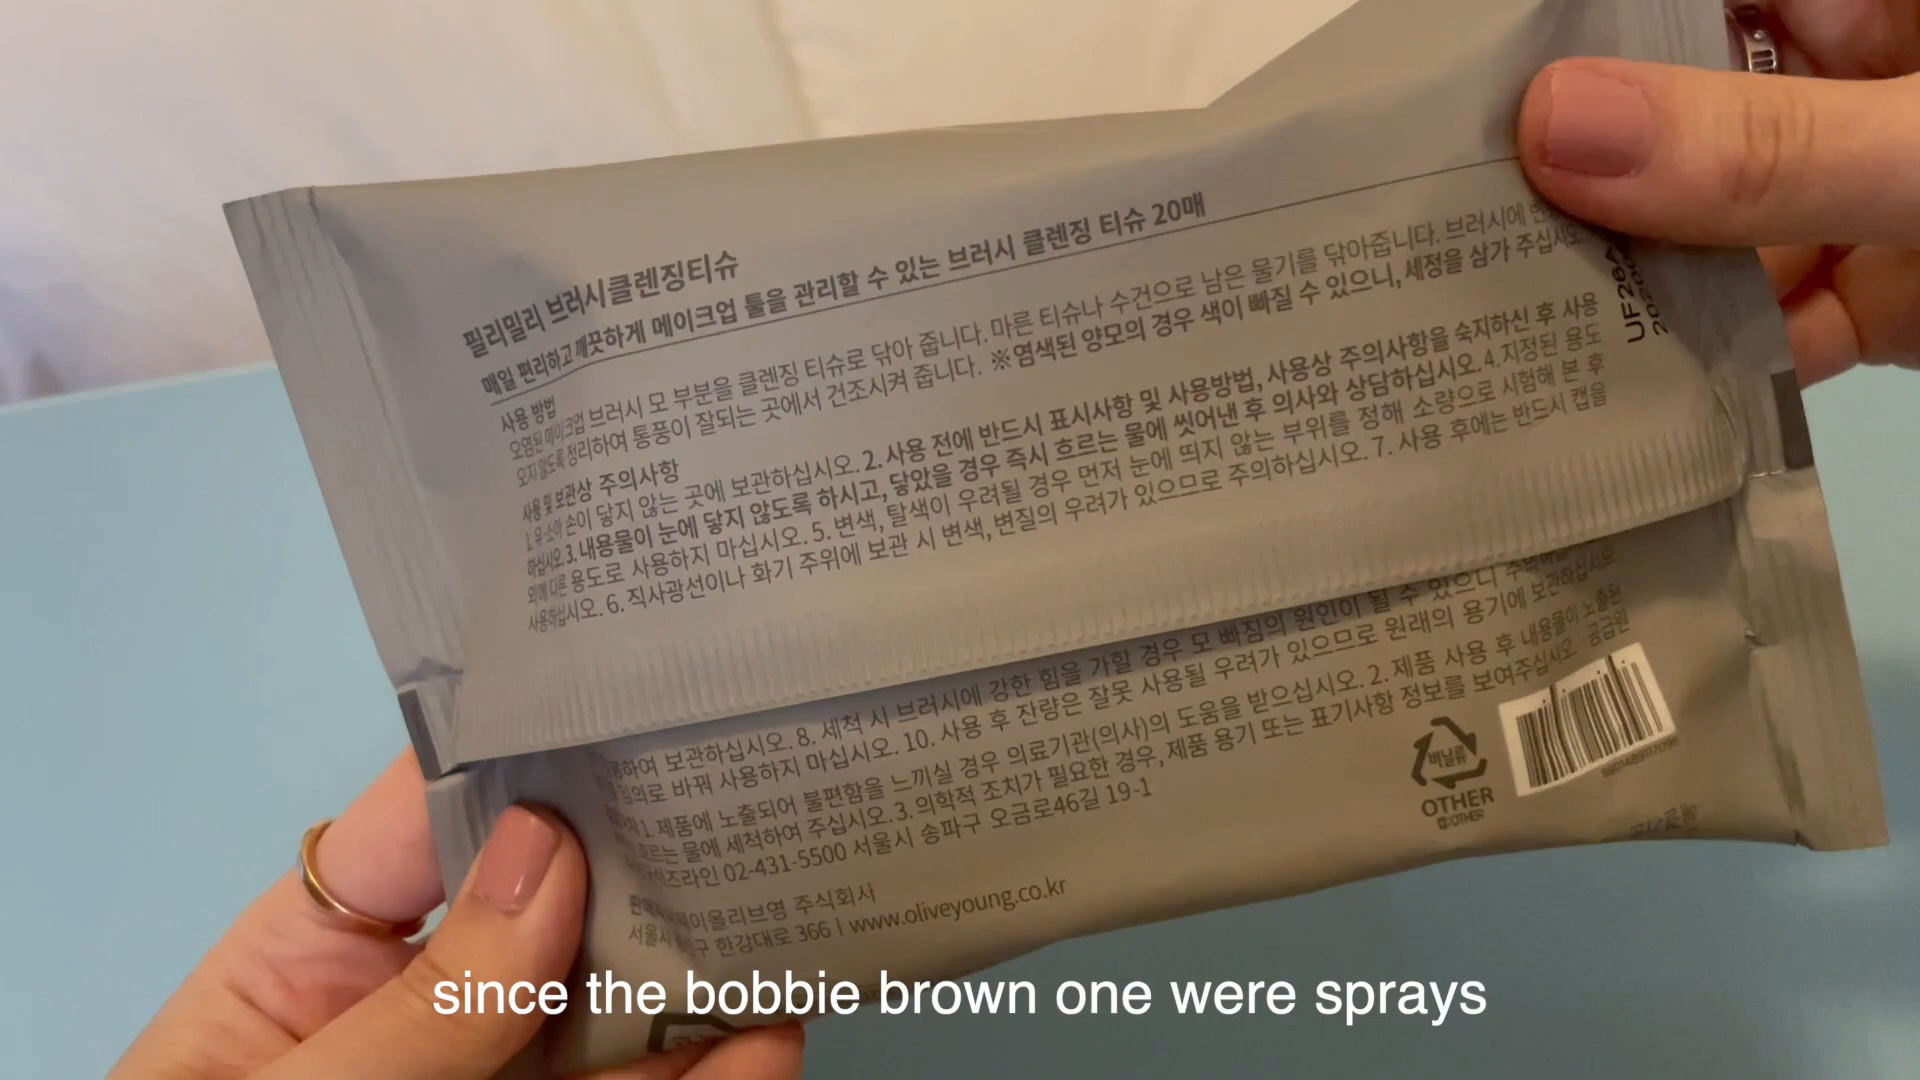 필리밀리 브러시클렌징티슈
매일 편리하고 깨끗하게 메이크업 툴을 관리할 수 있는 브러시 클렌징 티슈 20매
사용 방법
오염된 메이크업 브러시 모 부분을 클렌징 티슈로 닦아 줍니다. 마른 티슈나 수건으로 남은 물기를 닦아줍니다. 브러시에
오지 않도록 정리하여 통풍이 잘되는 곳에서 건조시켜 줍니다. ※염색된 양모의 경우 색이 빠질 수 있으니, 세정을 삼가 주십시오
사용 및 보관상 주의사항
1. 유·소아 손이 닿지 않는 곳에 보관하십시오. 2. 사용 전에 반드시 표시사항 및 사용방법, 사용상 주의사항을 숙지하신 후 사용
하십시오. 3. 내용물이 눈에 닿지 않도록 하시고, 닿았을 경우 즉시 흐르는 물에 씻어낸 후 의사와 상담하십시오. 4. 지정된 용도
외에 다른 용도로 사용하지 마십시오. 5. 변색, 탈색이 우려될 경우 먼저 눈에 띄지 않는 부위를 정해 소량으로 시험해 본 후
사용하십시오. 6. 직사광선이나 화기 주위에 보관 시 변색, 변질의 우려가 있으므로 주의하십시오. 7. 사용 후에는 반드시 캡을
보관하십시오. 8. 세척 시 브러시에 강한 힘을 가할 경우 모 빠짐의 원인이 될 수 있으니
임의로 바꿔 사용하지 마십시오. 10. 사용 후 잔량은 잘못 사용될 우려가 있으므로 원래의 용기에 보관하십시오
1. 제품에 노출되어 불편함을 느끼실 경우 의료기관(의사)의 도움을 받으십시오. 2. 제품 사용 후 내용물이 노출된
흐르는 물에 세척하여 주십시오. 3. 의학적 조치가 필요한 경우, 제품 용기 또는 표기사항 정보를 보여주십시오. 공급원
02-431-5500 서울시 송파구 오금로46길 19-1
올리브영 주식회사
서울시 한강대로 366 | www.oliveyoung.co.kr
비닐류
OTHER
캡:OTHER
since the bobbie brown one were sprays